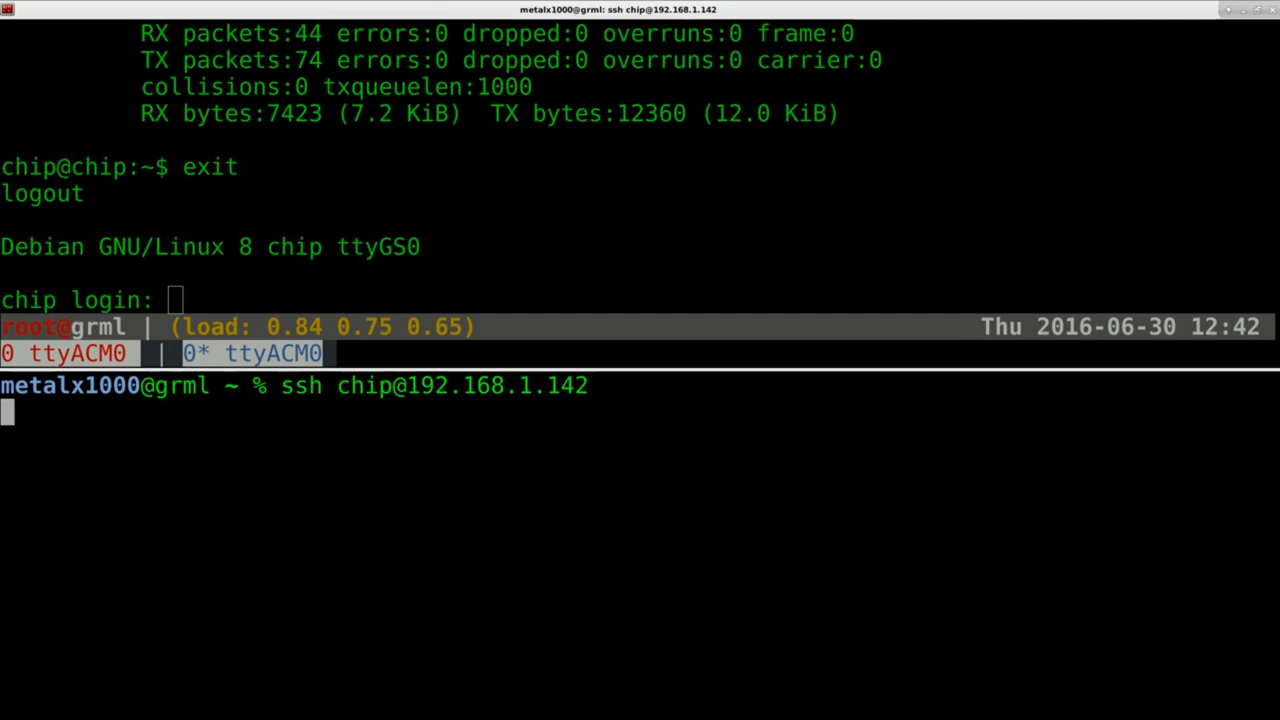 metalx1000@grml: ssh chip@192.168.1.142
RX packets:44 errors:0 dropped:0 overruns:0 frame:0
TX packets:74 errors:0 dropped:0 overruns:0 carrier:0
collisions:0 txqueuelen:1000
RX bytes:7423 (7.2 KiB)  TX bytes:12360 (12.0 KiB)
chip@chip:~$ exit
logout
Debian GNU/Linux 8 chip ttyGS0
chip login:
root@grml | (load: 0.84 0.75 0.65) Thu 2016-06-30 12:42
0 ttyACM0 | 0* ttyACM0
metalx1000@grml ~ % ssh chip@192.168.1.142